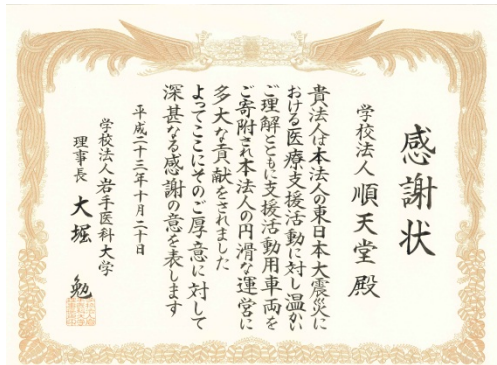 感謝状
学校法人 順天堂 殿
貴法人は本法人の東日本大震災に
おける医療支援活動に対し温かい
ご理解とともに支援活動用車両を
ご寄附され本法人の円滑な運営に
多大な貢献をされました
よってここにそのご厚意に対して
深甚なる感謝の意を表します
平成二十三年十月二十日
学校法人岩手医科大学
理事長 大堀 勉